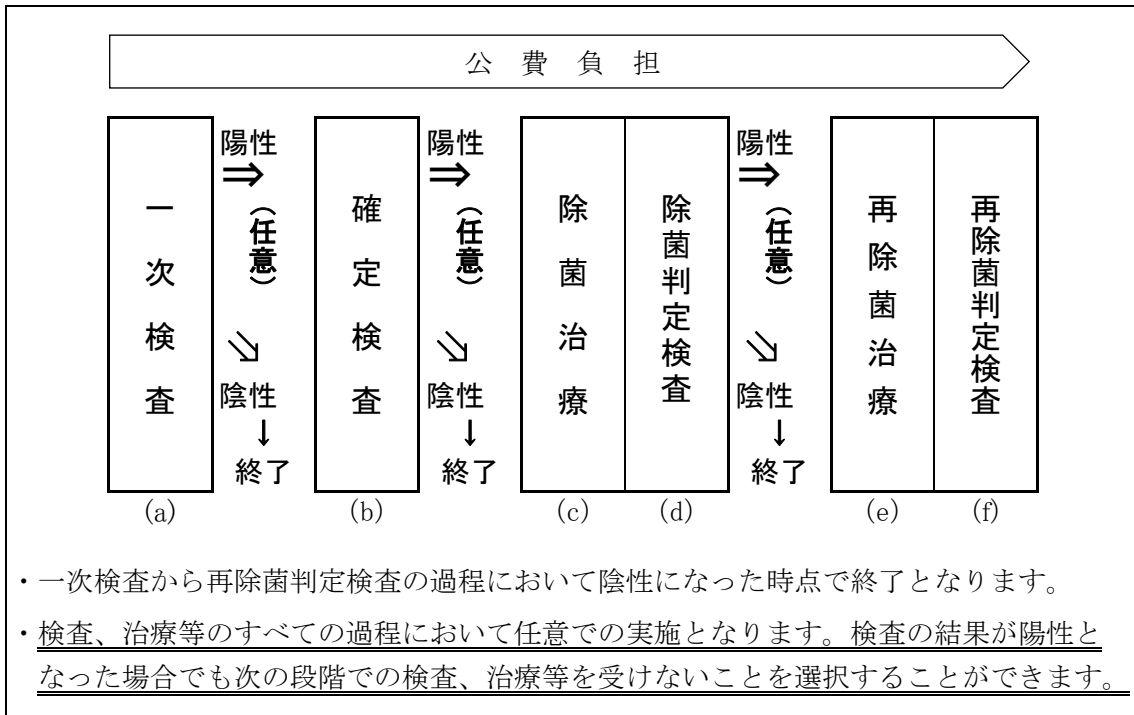 公費負担
一次検査
陽性
⇒
（任意）
⇘
陰性
↓
終了
確定検査
陽性
⇒
（任意）
⇘
陰性
↓
終了
除菌治療
除菌判定検査
陽性
⇒
（任意）
⇘
陰性
↓
終了
再除菌治療
再除菌判定検査
(a)
(b)
(c)
(d)
(e)
(f)
・一次検査から再除菌判定検査の過程において陰性になった時点で終了となります。
・検査、治療等のすべての過程において任意での実施となります。検査の結果が陽性と
なった場合でも次の段階での検査、治療等を受けないことを選択することができます。